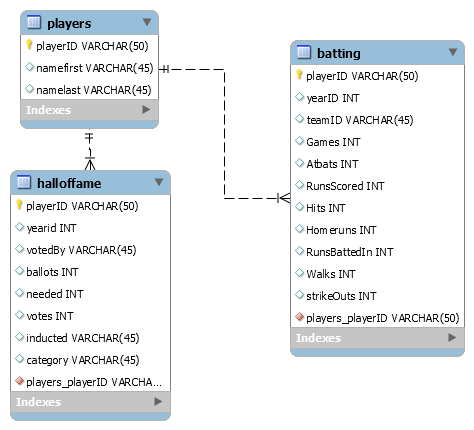 players
playerID VARCHAR(50)
namefirst VARCHAR(45)
namelast VARCHAR(45)
Indexes
halloffame
playerID VARCHAR(50)
yearid INT
votedBy VARCHAR(45)
ballots INT
needed INT
votes INT
inducted VARCHAR(45)
category VARCHAR(45)
players_playerID VARCHA...
Indexes
batting
playerID VARCHAR(50)
yearID INT
teamID VARCHAR(45)
Games INT
Atbats INT
RunsScored INT
Hits INT
Homeruns INT
RunsBattedIn INT
Walks INT
strikeOuts INT
players_playerID VARCHAR(50)
Indexes